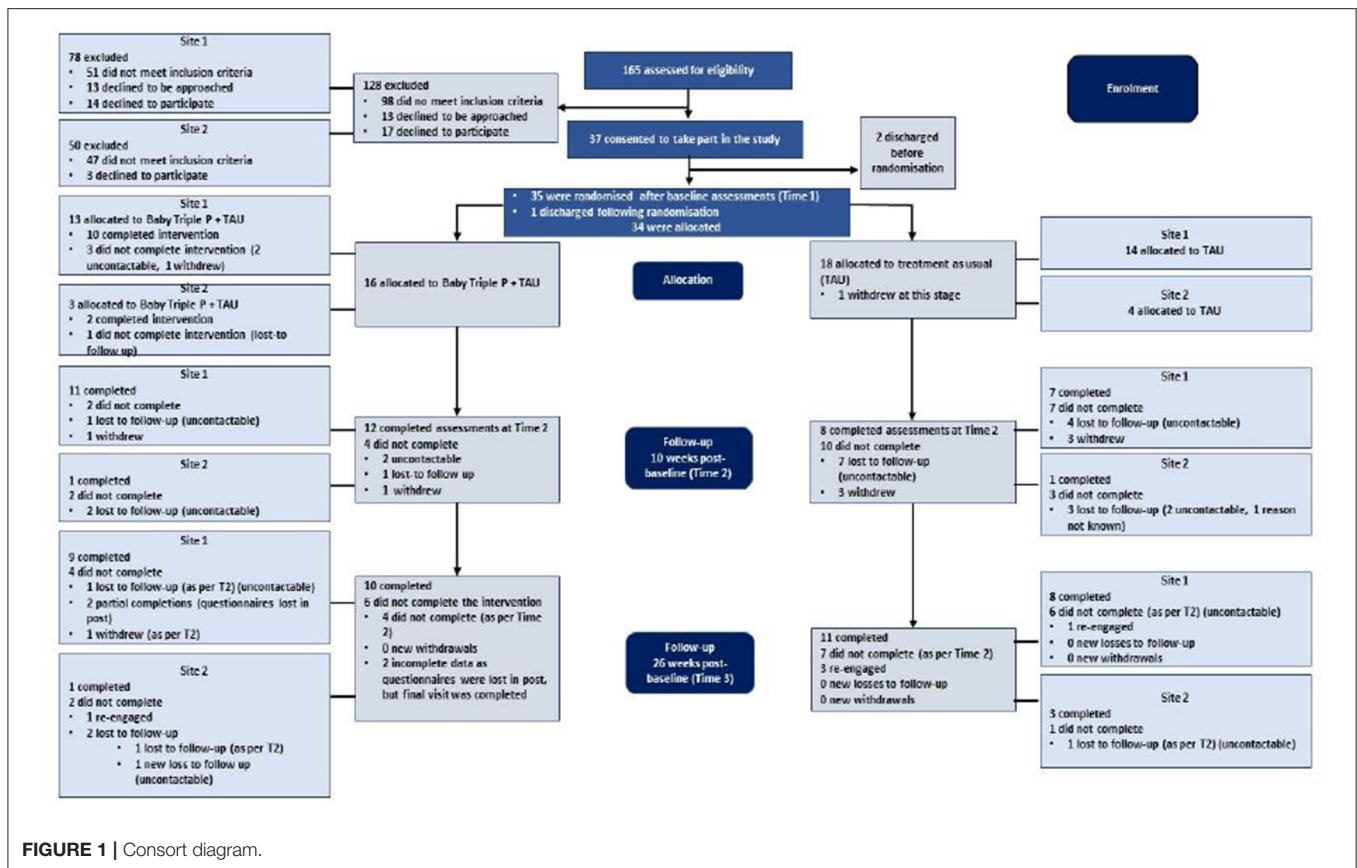 Site 1
78 excluded
• 51 did not meet inclusion criteria
• 13 declined to be approached
• 14 declined to participate
165 assessed for eligibility
Enrolment
128 excluded
• 98 did no meet inclusion criteria
• 13 declined to be approached
• 17 declined to participate
Site 2
50 excluded
• 47 did not meet inclusion criteria
• 3 declined to participate
37 consented to take part in the study
2 discharged
before
randomisation
• 35 were randomised after baseline assessments (Time 1)
• 1 discharged following randomisation
34 were allocated
Site 1
13 allocated to Baby Triple P + TAU
• 10 completed intervention
• 3 did not complete intervention (2
uncontactable, 1 withdrew)
16 allocated to Baby Triple P + TAU
Allocation
18 allocated to treatment as usual
(TAU)
• 1 withdrew at this stage
Site 1
14 allocated to TAU
Site 2
4 allocated to TAU
Site 2
3 allocated to Baby Triple P + TAU
• 2 completed intervention
• 1 did not complete intervention (lost-to
follow up)
Site 1
11 completed
• 2 did not complete
• 1 lost to follow-up (uncontactable)
• 1 withdrew
12 completed assessments at Time 2
4 did not complete
• 2 uncontactable
• 1 lost-to follow up
• 1 withdrew
Follow-up
10 weeks post-
baseline (Time 2)
8 completed assessments at Time 2
10 did not complete
• 7 lost to follow-up
(uncontactable)
• 3 withdrew
Site 1
7 completed
7 did not complete
• 4 lost to follow-up (uncontactable)
• 3 withdrew
Site 2
1 completed
2 did not complete
• 2 lost to follow-up (uncontactable)
Site 2
1 completed
3 did not complete
• 3 lost to follow-up (2 uncontactable, 1 reason
not known)
Site 1
9 completed
4 did not complete
• 1 lost to follow-up (as per T2) (uncontactable)
• 2 partial completions (questionnaires lost in
post)
• 1 withdrew (as per T2)
10 completed
6 did not complete the intervention
• 4 did not complete (as per Time
2)
• 0 new withdrawals
• 2 incomplete data as
questionnaires were lost in post,
but final visit was completed
Follow-up
26 weeks post-
baseline (Time 3)
11 completed
7 did not complete (as per Time 2)
3 re-engaged
0 new losses to follow-up
0 new withdrawals
Site 1
8 completed
6 did not complete (as per T2) (uncontactable)
• 1 re-engaged
• 0 new losses to follow-up
• 0 new withdrawals
Site 2
1 completed
2 did not complete
• 1 re-engaged
• 2 lost to follow-up
• 1 lost to follow-up (as per T2)
• 1 new loss to follow up
(uncontactable)
Site 2
3 completed
1 did not complete
• 1 lost to follow-up (as per T2) (uncontactable)
FIGURE 1 | Consort diagram.